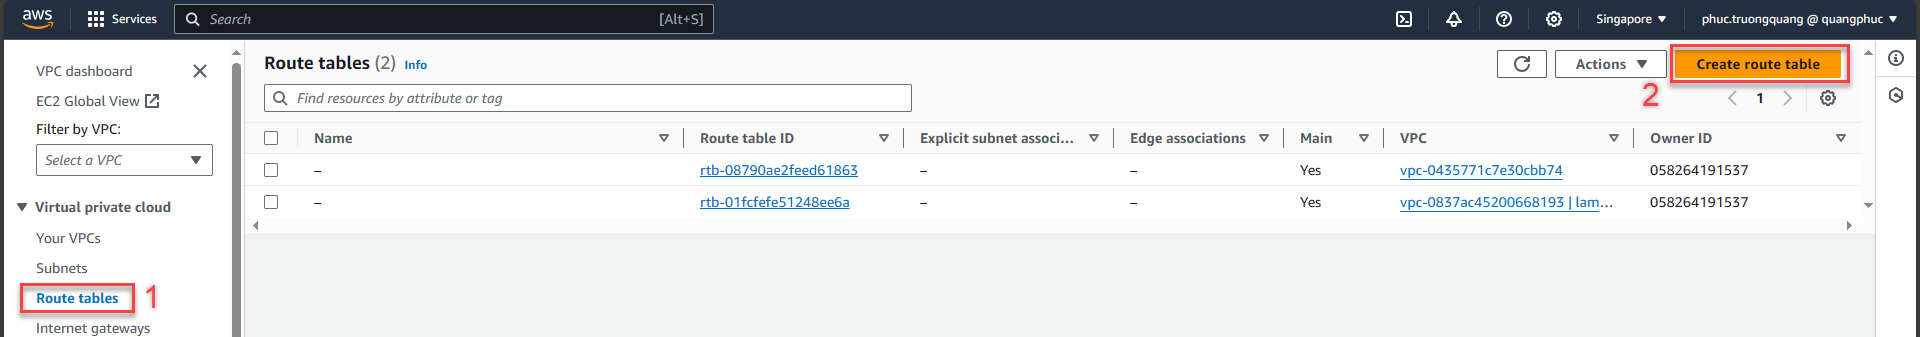 aws Services Search [Alt+S] Singapore phuc.truongquang @ quangphuc
VPC dashboard
EC2 Global View
Filter by VPC:
Select a VPC
Virtual private cloud
Your VPCs
Subnets
Route tables 1
Internet gateways
Route tables (2) Info Actions Create route table
Find resources by attribute or tag 2 1
Name Route table ID Explicit subnet associ... Edge associations Main VPC Owner ID
– rtb-08790ae2feed61863 – – Yes vpc-0435771c7e30cbb74 058264191537
– rtb-01fcfefe51248ee6a – – Yes vpc-0837ac45200668193 | lam... 058264191537